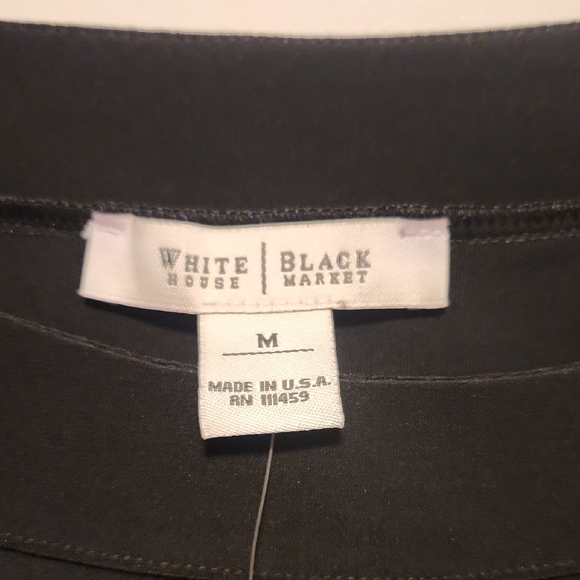 WHITE | BLACK
HOUSE | MARKET
M
MADE IN U.S.A.
RN 111459